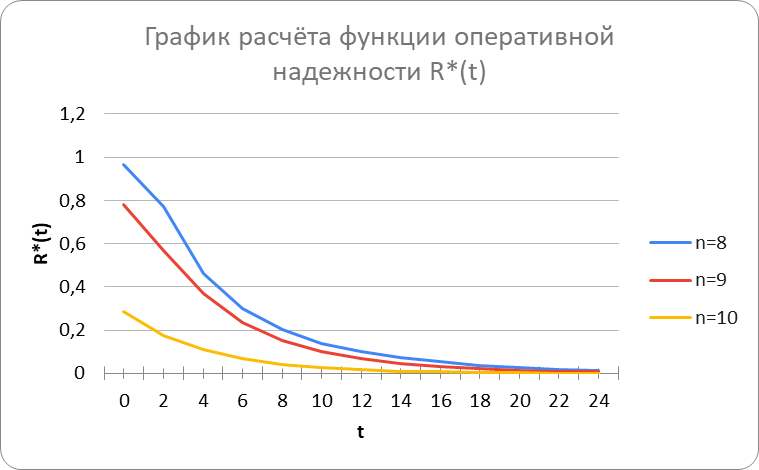 График расчёта функции оперативной
надежности R*(t)
1,2
1
0,8
0,6
0,4
0,2
0
R*(t)
0 2 4 6 8 10 12 14 16 18 20 22 24
t
n=8
n=9
n=10